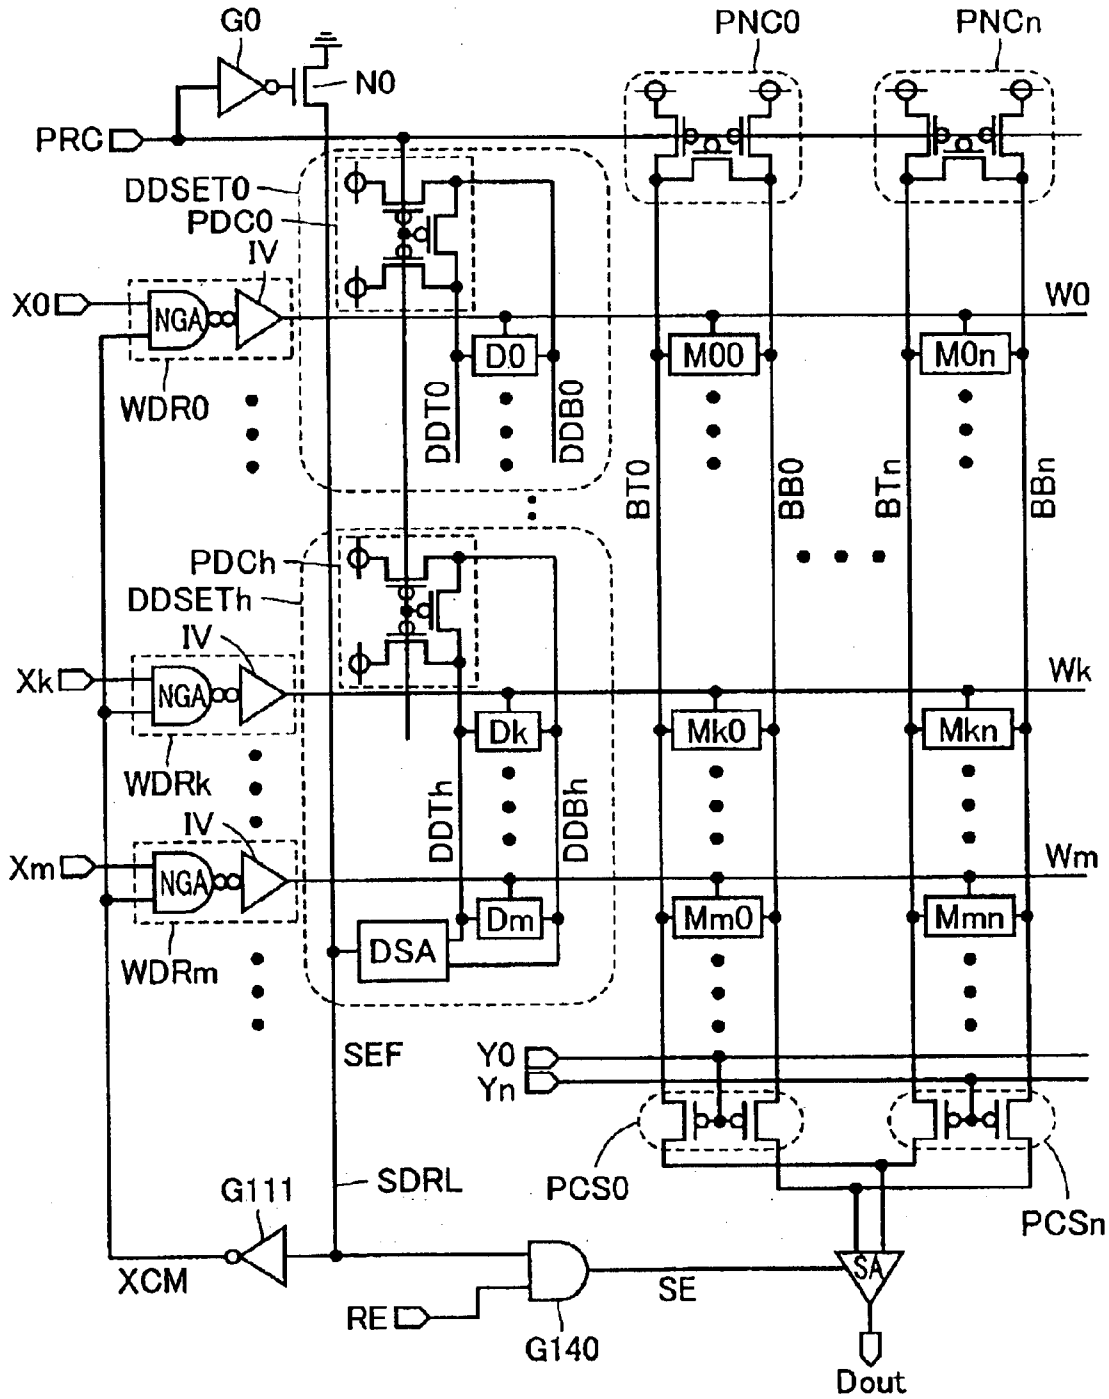 G0
PNC0
PNCn
N0
PRC
DDSET0
PDC0
IV
X0
NGA
W0
D0
M00
M0n
WDR0
DDT0
DDB0
BT0
BB0
BTn
BBn
PDCh
DDSETh
IV
Xk
NGA
Wk
Dk
Mk0
Mkn
WDRk
DDTh
DDBh
IV
Xm
NGA
Wm
Dm
Mm0
Mmn
WDRm
DSA
SEF
Y0
Yn
G111
SDRL
PCS0
PCSn
XCM
SE
SA
RE
G140
Dout